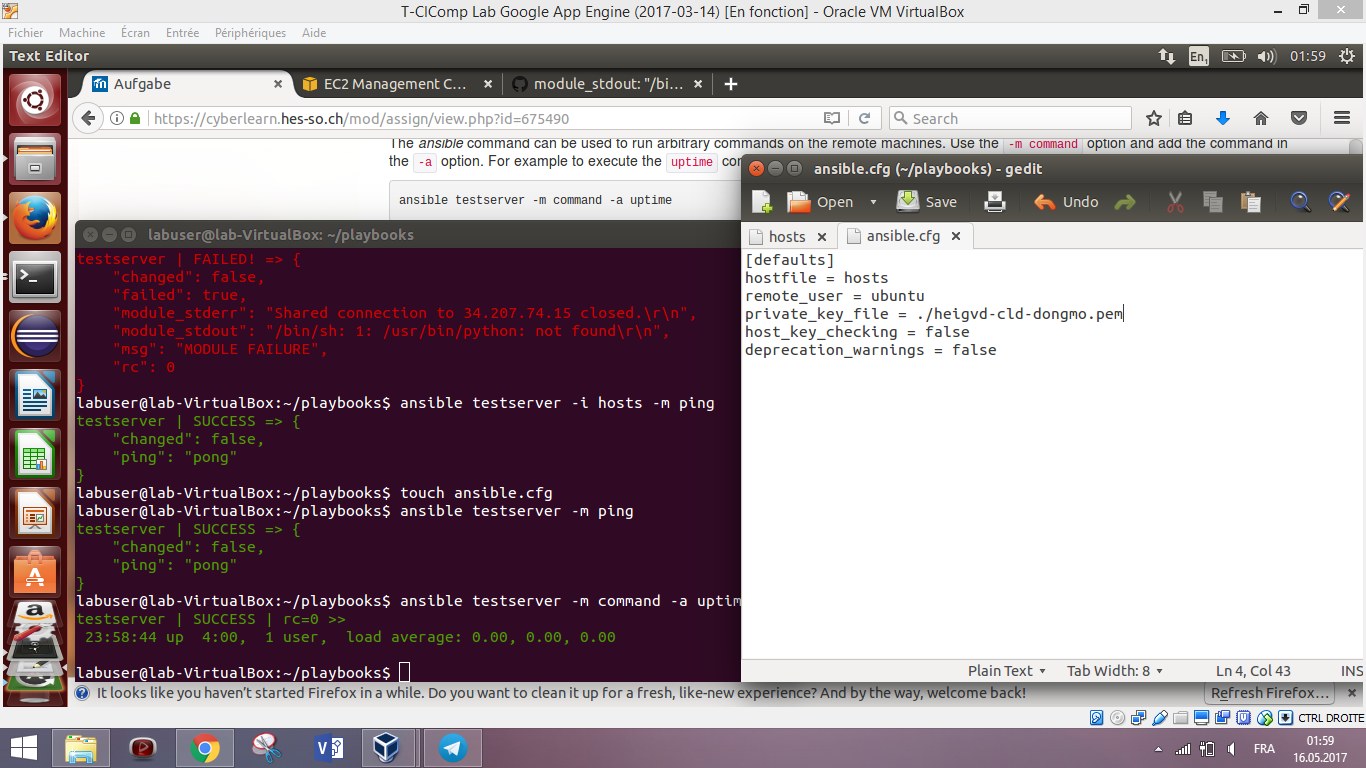 T-ClComp Lab Google App Engine (2017-03-14) [En fonction] - Oracle VM VirtualBox
Fichier Machine Écran Entrée Périphériques Aide
Text Editor
En1
01:59
Aufgabe
EC2 Management C...
module_stdout: "/bi...
https://cyberlearn.hes-so.ch/mod/assign/view.php?id=675490
Search
The ansible command can be used to run arbitrary commands on the remote machines. Use the -m command option and add the command in
the -a option. For example to execute the uptime com
ansible testserver -m command -a uptime
labuser@lab-VirtualBox: ~/playbooks
testserver | FAILED! => {
"changed": false,
"failed": true,
"module_stderr": "Shared connection to 34.207.74.15 closed.\r\n",
"module_stdout": "/bin/sh: 1: /usr/bin/python: not found\r\n",
"msg": "MODULE FAILURE",
"rc": 0
}
labuser@lab-VirtualBox:~/playbooks$ ansible testserver -i hosts -m ping
testserver | SUCCESS => {
"changed": false,
"ping": "pong"
}
labuser@lab-VirtualBox:~/playbooks$ touch ansible.cfg
labuser@lab-VirtualBox:~/playbooks$ ansible testserver -m ping
testserver | SUCCESS => {
"changed": false,
"ping": "pong"
}
labuser@lab-VirtualBox:~/playbooks$ ansible testserver -m command -a uptim
testserver | SUCCESS | rc=0 >>
23:58:44 up 4:00, 1 user, load average: 0.00, 0.00, 0.00
labuser@lab-VirtualBox:~/playbooks$
ansible.cfg (~/playbooks) - gedit
Open Save Undo
hosts
ansible.cfg
[defaults]
hostfile = hosts
remote_user = ubuntu
private_key_file = ./heigvd-cld-dongmo.pem
host_key_checking = false
deprecation_warnings = false
Plain Text Tab Width: 8 Ln 4, Col 43 INS
It looks like you haven't started Firefox in a while. Do you want to clean it up for a fresh, like-new experience? And by the way, welcome back!
Refresh Firefox...
CTRL DROITE
FRA
01:59
16.05.2017